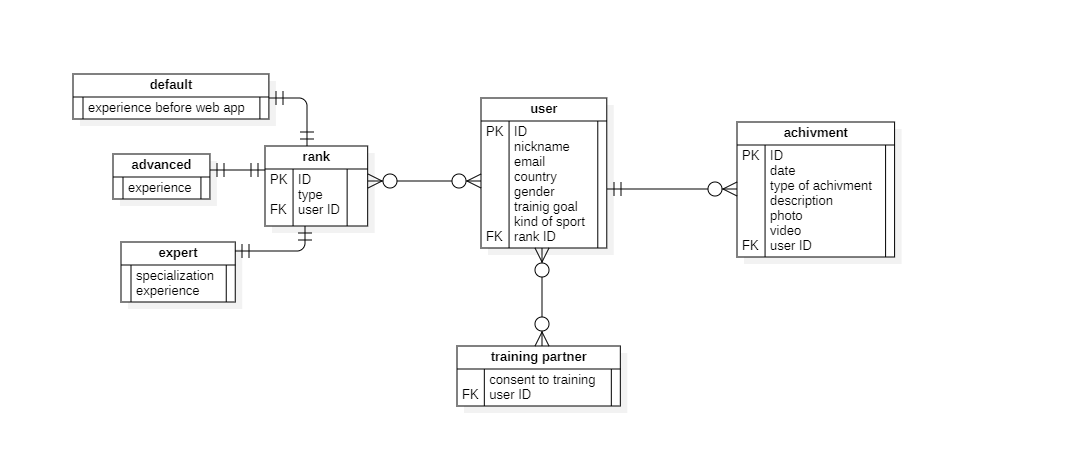 default
experience before web app
advanced
experience
expert
specialization
experience
rank
PK ID
type
FK user ID
user
PK ID
nickname
email
country
gender
trainig goal
kind of sport
FK rank ID
achivment
PK ID
date
type of achivment
description
photo
video
FK user ID
training partner
consent to training
FK user ID